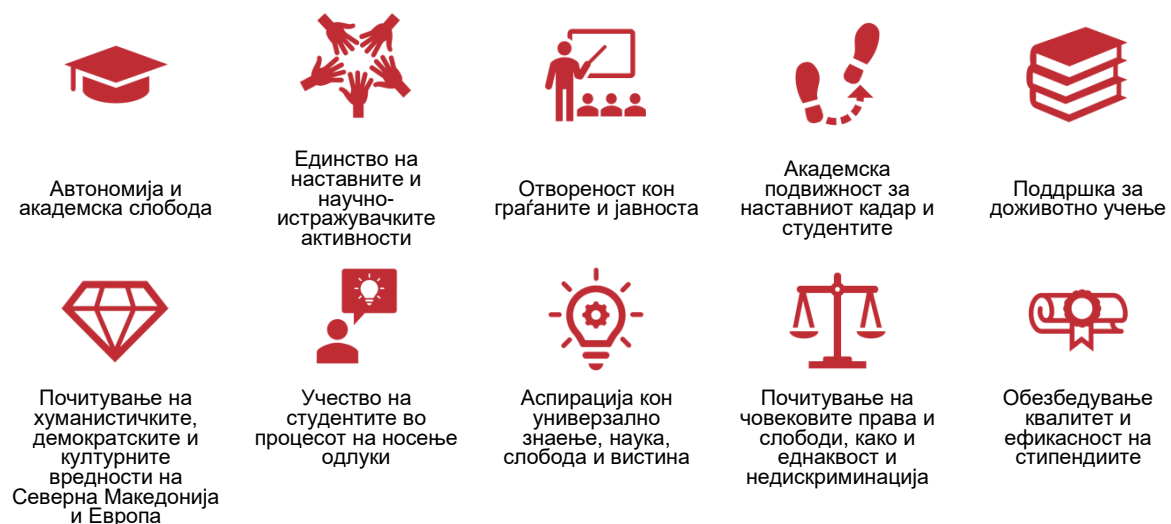 Автономија и
академска слобода
Единство на
наставните и
научно-
истражувачките
активности
Отвореност кон
граѓаните и јавноста
Академска
подвижност за
наставниот кадар и
студентите
Поддршка за
доживотно учење
Почитување на
хуманистичките,
демократските и
културните
вредности на
Северна Македонија
и Европа
Учество на
студентите во
процесот на носење
одлуки
Аспирација кон
универзално
знаење, наука,
слобода и вистина
Почитување на
човековите права и
слободи, како и
еднаквост и
недискриминација
Обезбедување
квалитет и
ефикасност на
стипендиите